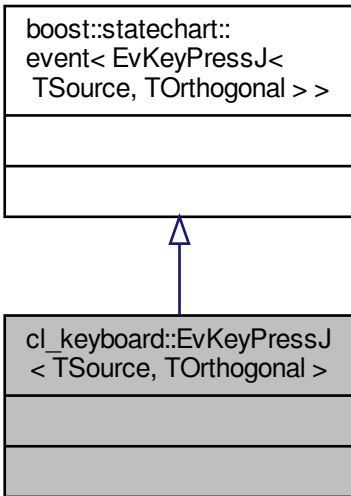 boost::statechart::
event< EvKeyPressJ<
TSource, TOrthogonal > >
cl_keyboard::EvKeyPressJ
< TSource, TOrthogonal >